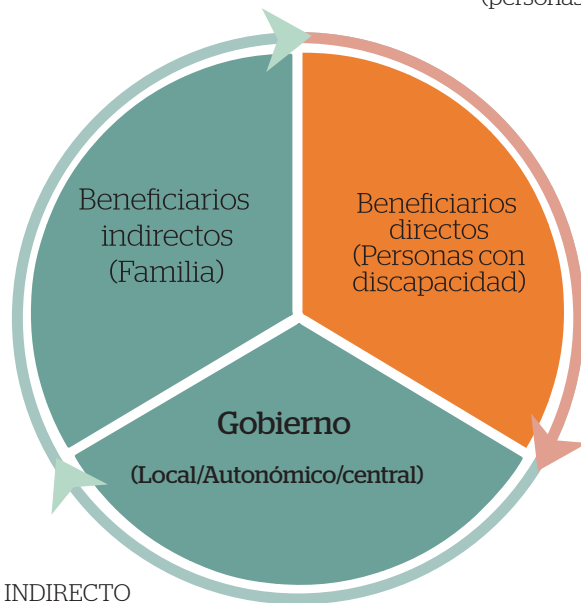 (personas
Beneficiarios
indirectos
(Familia)
Beneficiarios
directos
(Personas con
discapacidad)
Gobierno
(Local/Autonómico/central)
INDIRECTO